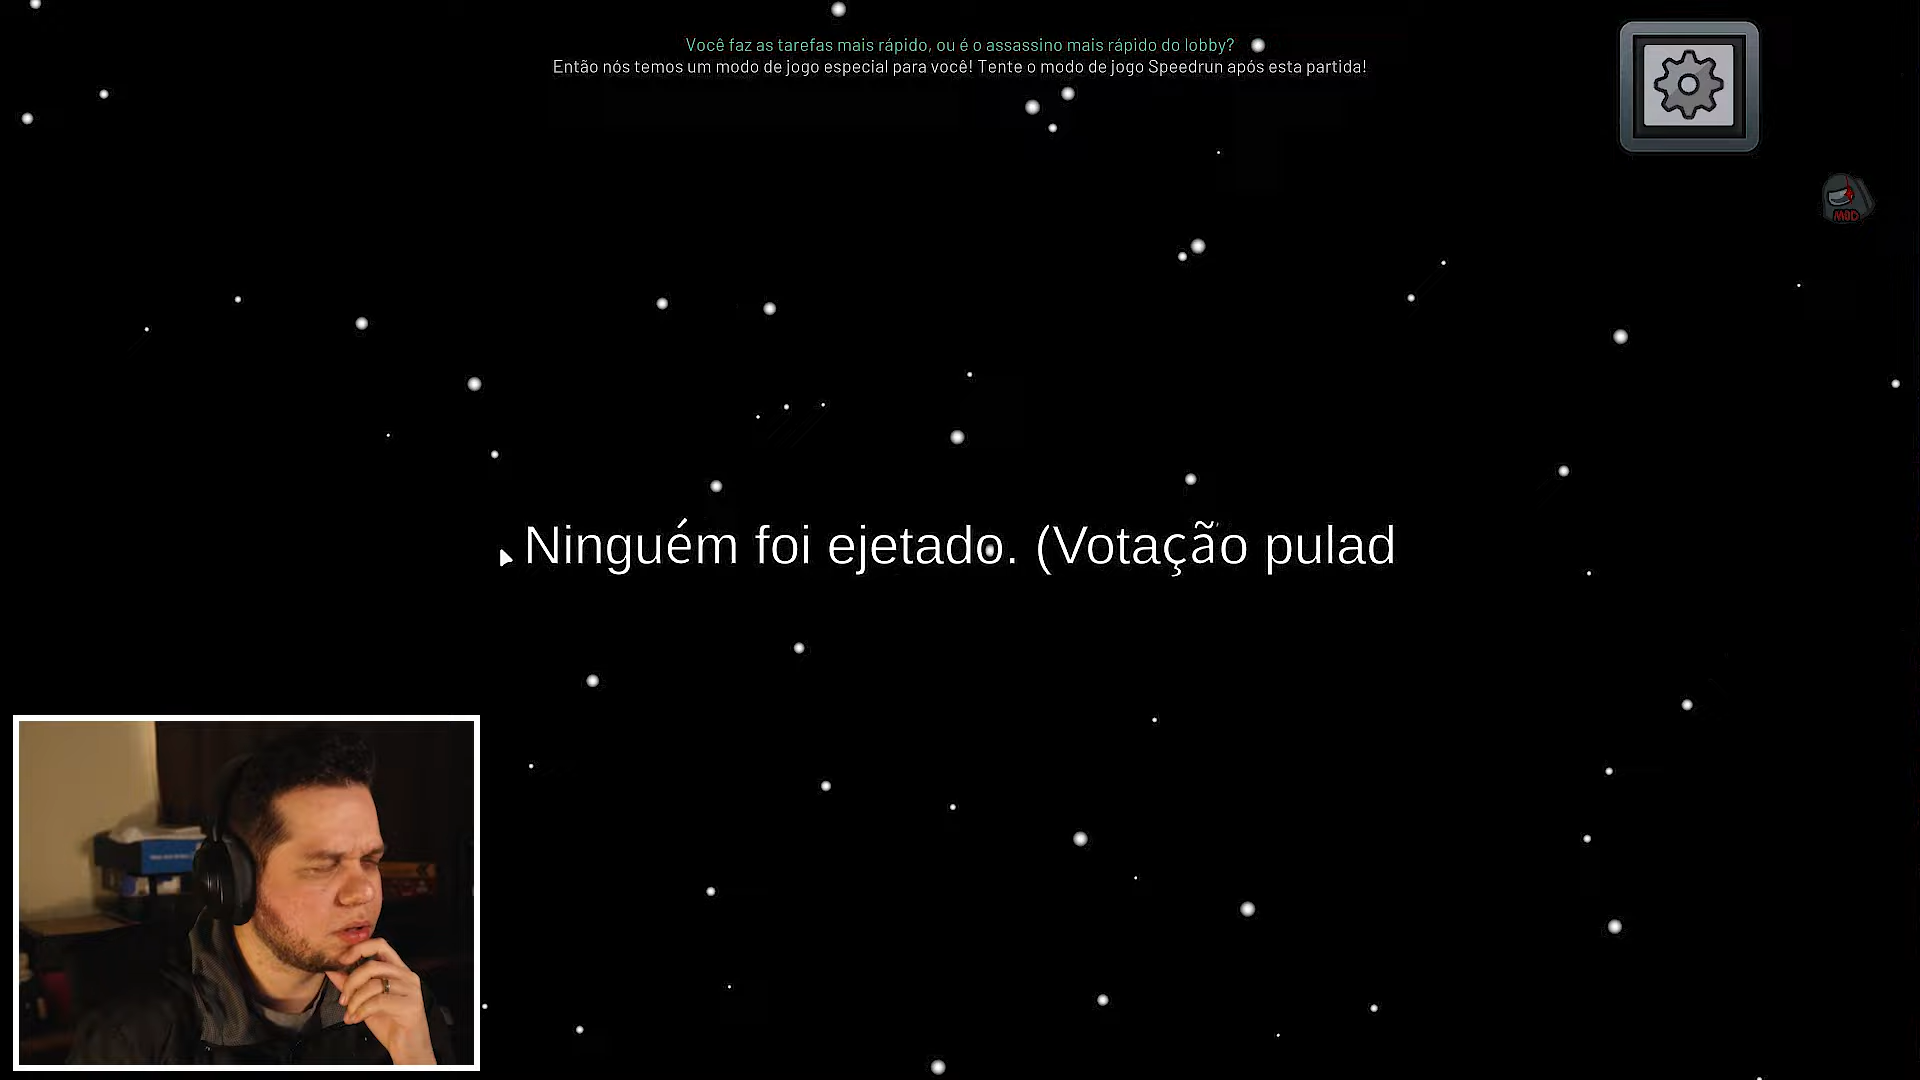 Você faz as tarefas mais rápido, ou é o assassino mais rápido do lobby?
Então nós temos um modo de jogo especial para você! Tente o modo de jogo Speedrun após esta partida!
MOD
Ninguém foi ejetado. (Votação pulad